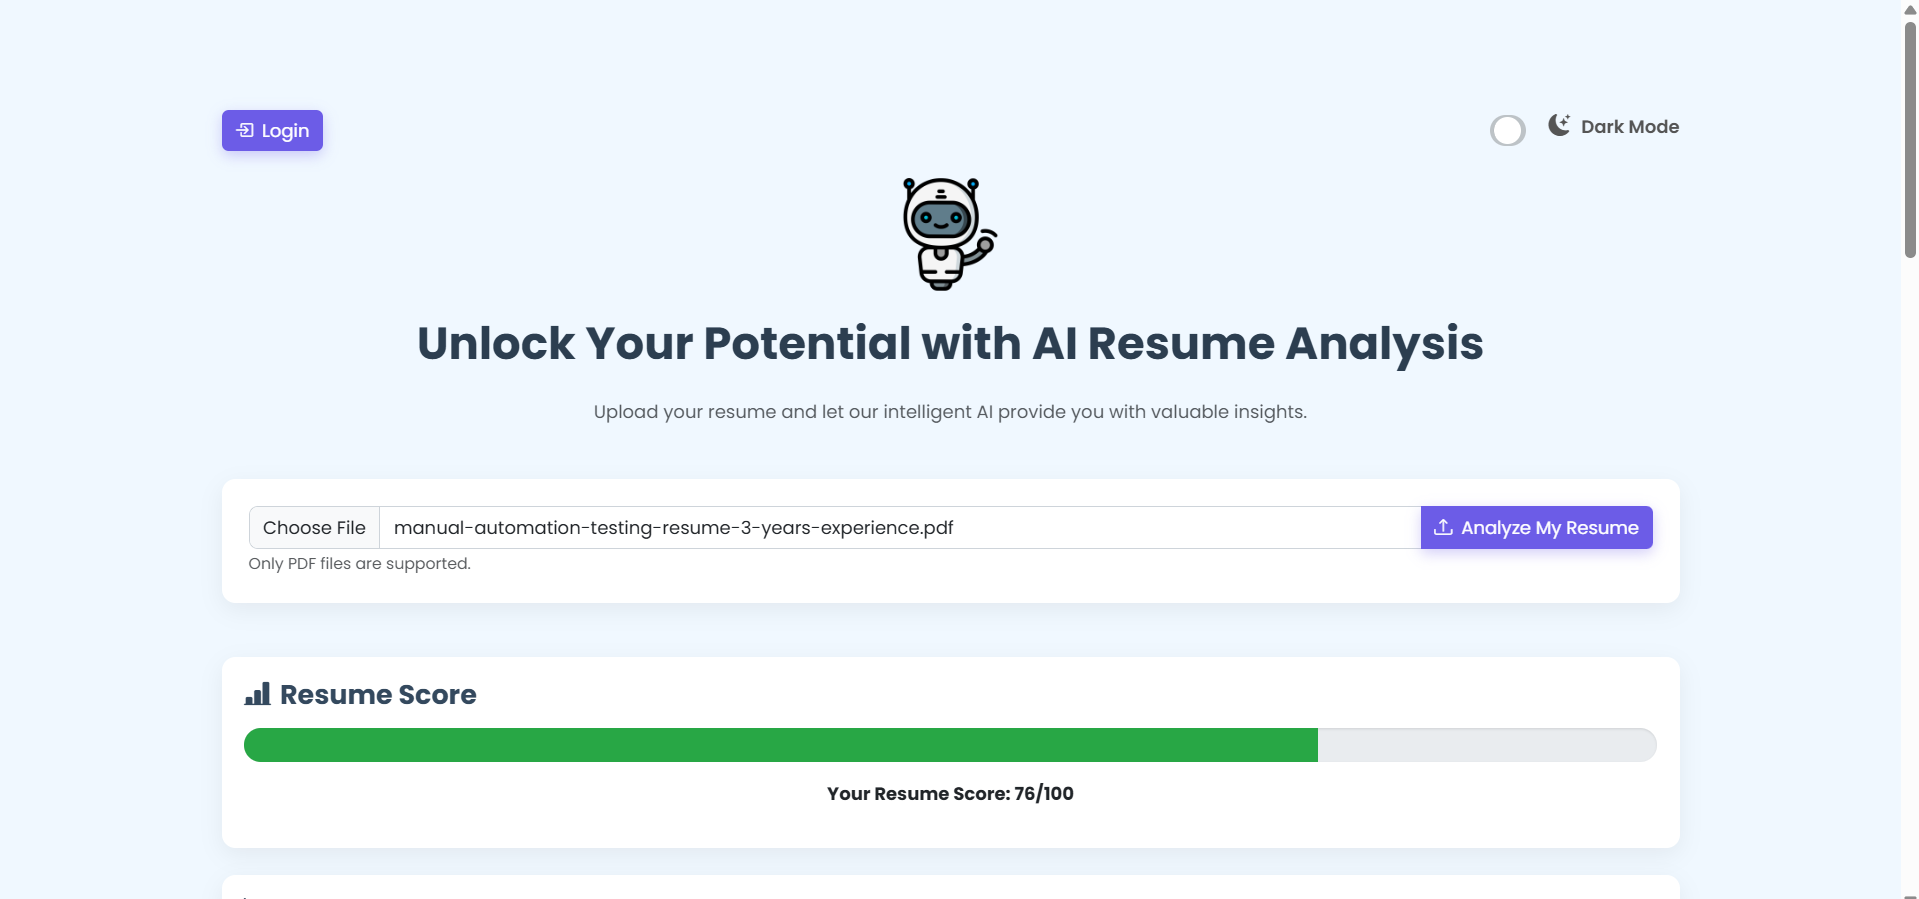 Login
Dark Mode
Unlock Your Potential with AI Resume Analysis
Upload your resume and let our intelligent AI provide you with valuable insights.
Choose File manual-automation-testing-resume-3-years-experience.pdf Analyze My Resume
Only PDF files are supported.
Resume Score
Your Resume Score: 76/100